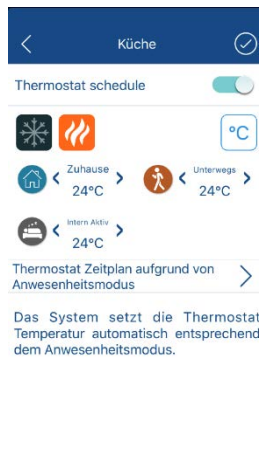 Küche
Thermostat schedule
°C
Zuhause
24°C
Unterwegs
24°C
Intern Aktiv
24°C
Thermostat Zeitplan aufgrund von
Anwesenheitsmodus
Das System setzt die Thermostat
Temperatur automatisch entsprechend
dem Anwesenheitsmodus.